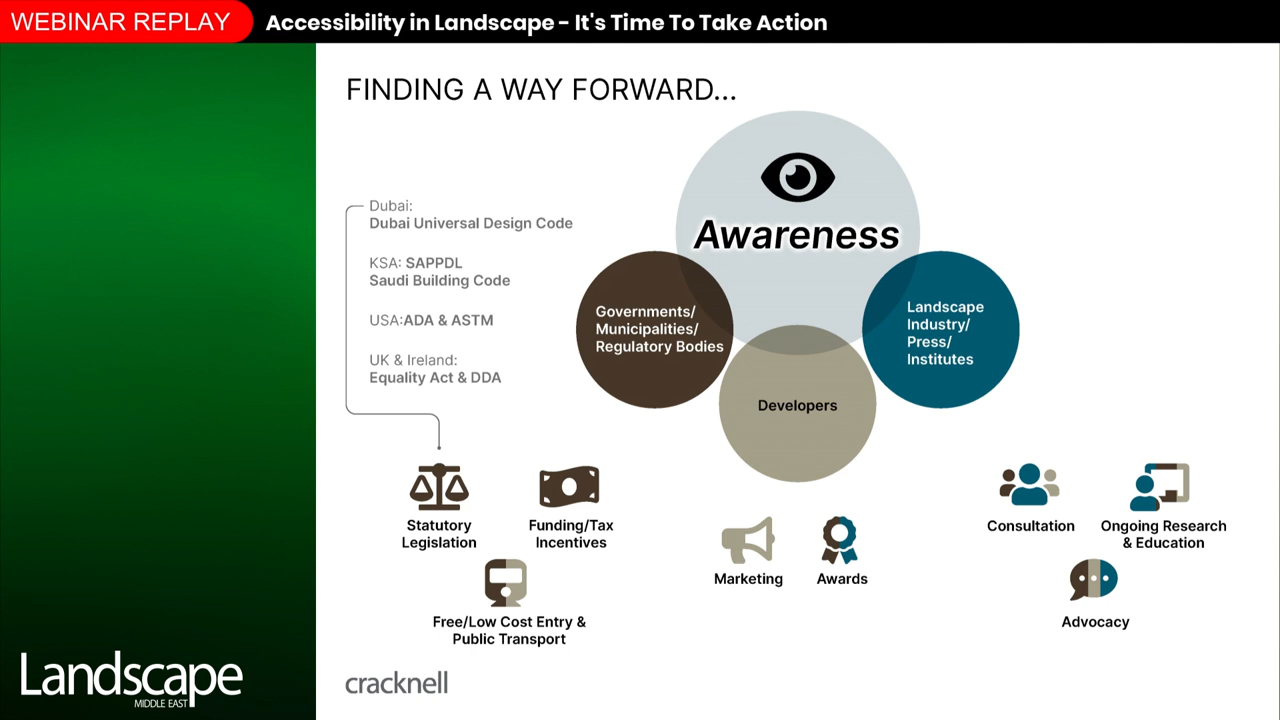 WEBINAR REPLAY
Accessibility in Landscape - It's Time To Take Action
FINDING A WAY FORWARD...
Awareness
Dubai:
Dubai Universal Design Code
KSA: SAPPDL
Saudi Building Code
USA:ADA & ASTM
UK & Ireland:
Equality Act & DDA
Governments/
Municipalities/
Regulatory Bodies
Developers
Landscape
Industry/
Press/
Institutes
Statutory
Legislation
Funding/Tax
Incentives
Free/Low Cost Entry &
Public Transport
Marketing
Awards
Consultation
Ongoing Research
& Education
Advocacy
Landscape
MIDDLE EAST
cracknell